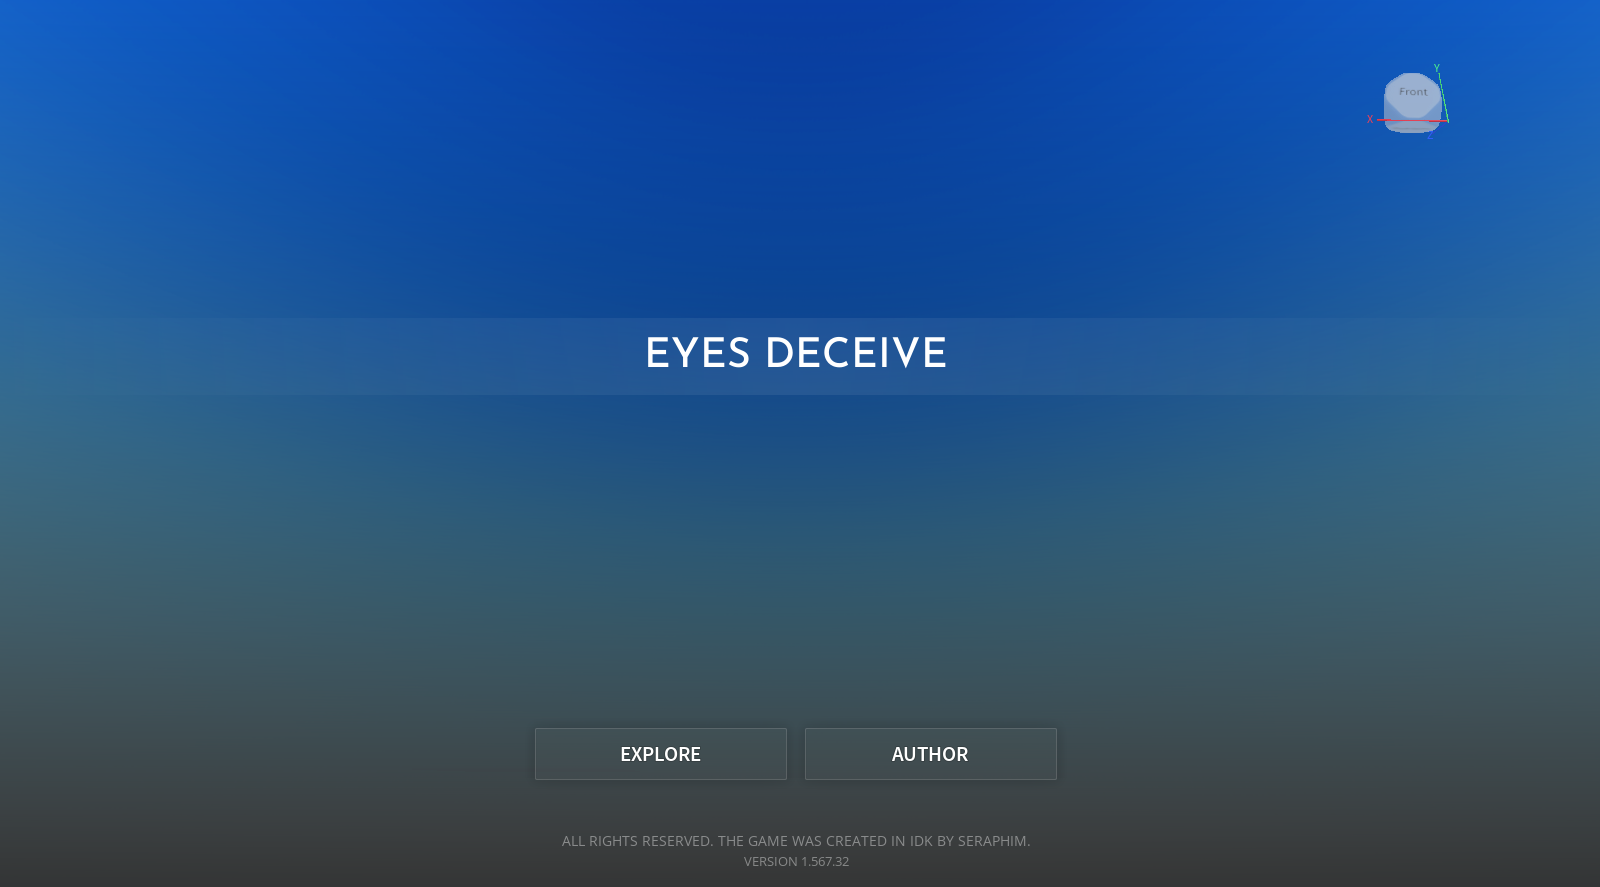 Y
Front
X
Z
EYES DECEIVE
EXPLORE
AUTHOR
ALL RIGHTS RESERVED. THE GAME WAS CREATED IN IDK BY SERAPHIM.
VERSION 1.567.32